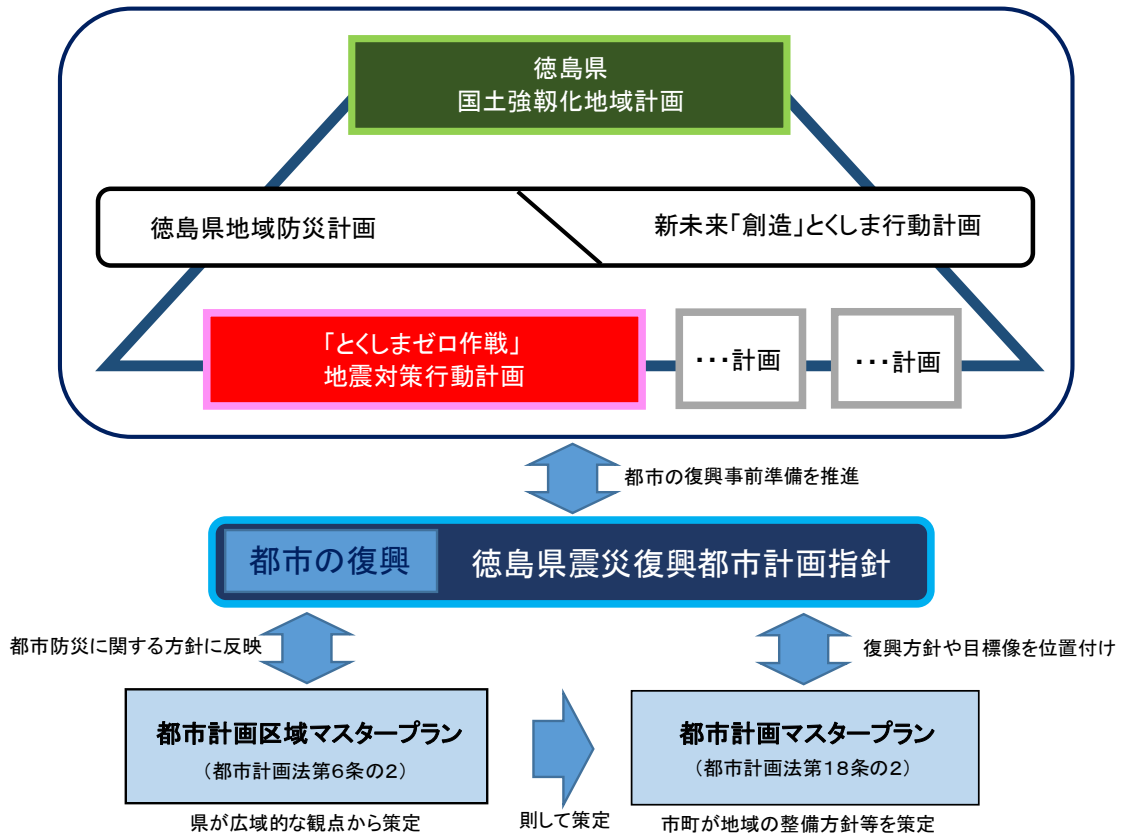 徳島県
国土強靱化地域計画
徳島県地域防災計画
新未来「創造」とくしま行動計画
「とくしまゼロ作戦」
地震対策行動計画
･･･計画
･･･計画
都市の復興事前準備を推進
都市の復興
徳島県震災復興都市計画指針
都市防災に関する方針に反映
復興方針や目標像を位置付け
都市計画区域マスタープラン
（都市計画法第６条の２）
都市計画マスタープラン
（都市計画法第１８条の２）
県が広域的な観点から策定
則して策定
市町が地域の整備方針等を策定